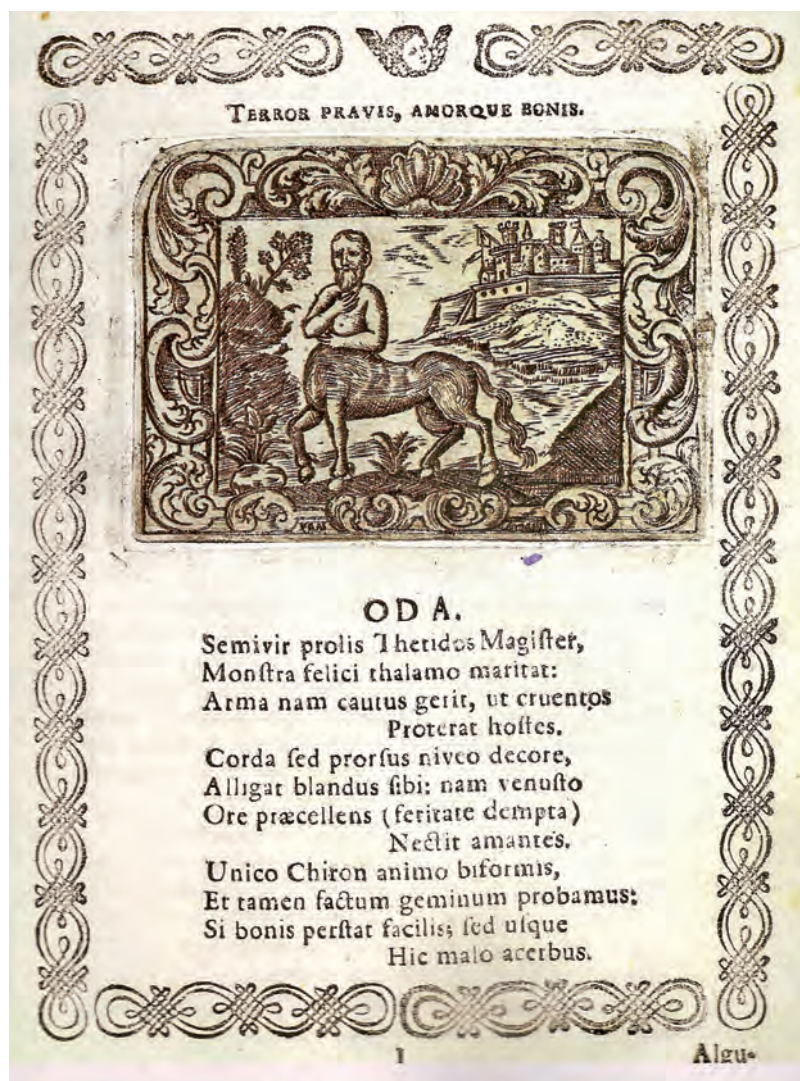 TERROR PRAVIS, AMORQUE BONIS.
ODA.
Semivir prolis Thetidos Magiſter,
Monſtra felici thalamo maritat:
Arma nam cautus gerit, ut cruentos
Proterat hoſtes.
Corda ſed prorſus niveo decore,
Alligat blandus ſibi: nam venuſto
Ore præcellens (feritate dempta)
Nectit amantes.
Unico Chiron animo biformis,
Et tamen factum geminum probamus:
Si bonis perſtat facilis; ſed uſque
Hic malo acerbus.
1
Algu-